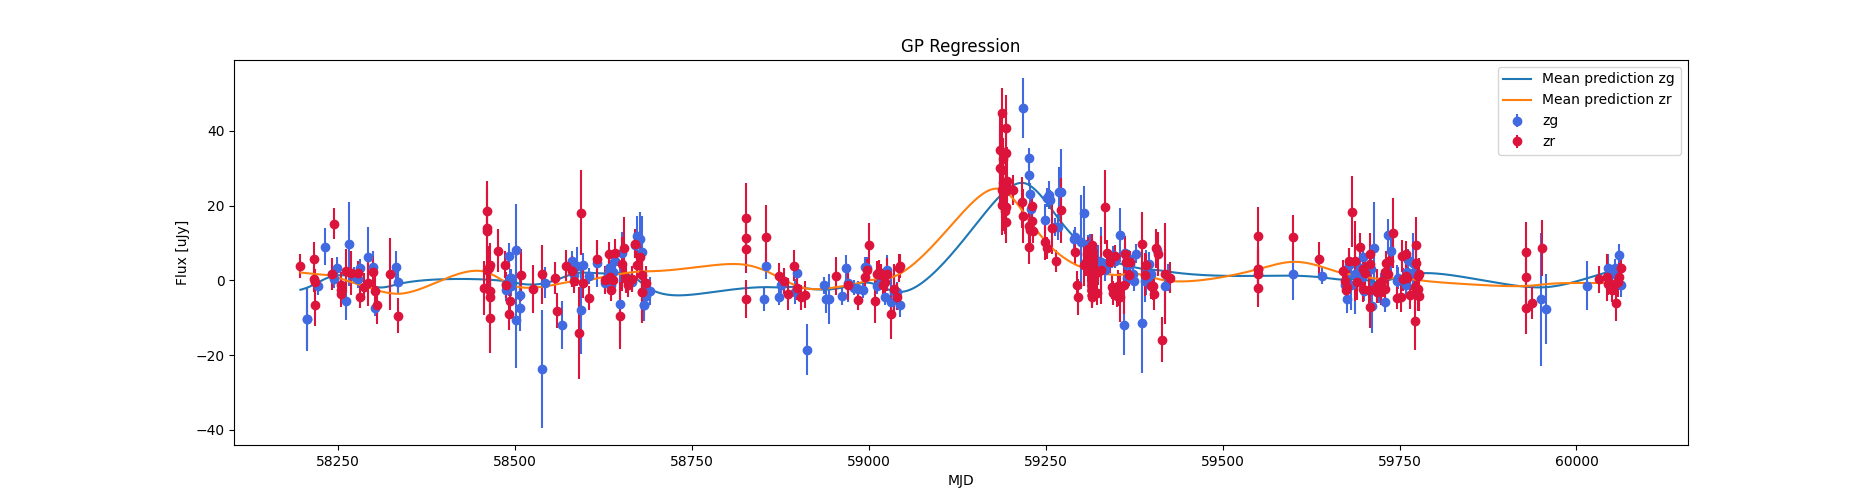 GP Regression
Flux [uJy]
40
20
0
−20
−40
Mean prediction zg
Mean prediction zr
zg
zr
58250 58500 58750 59000 59250 59500 59750 60000
MJD